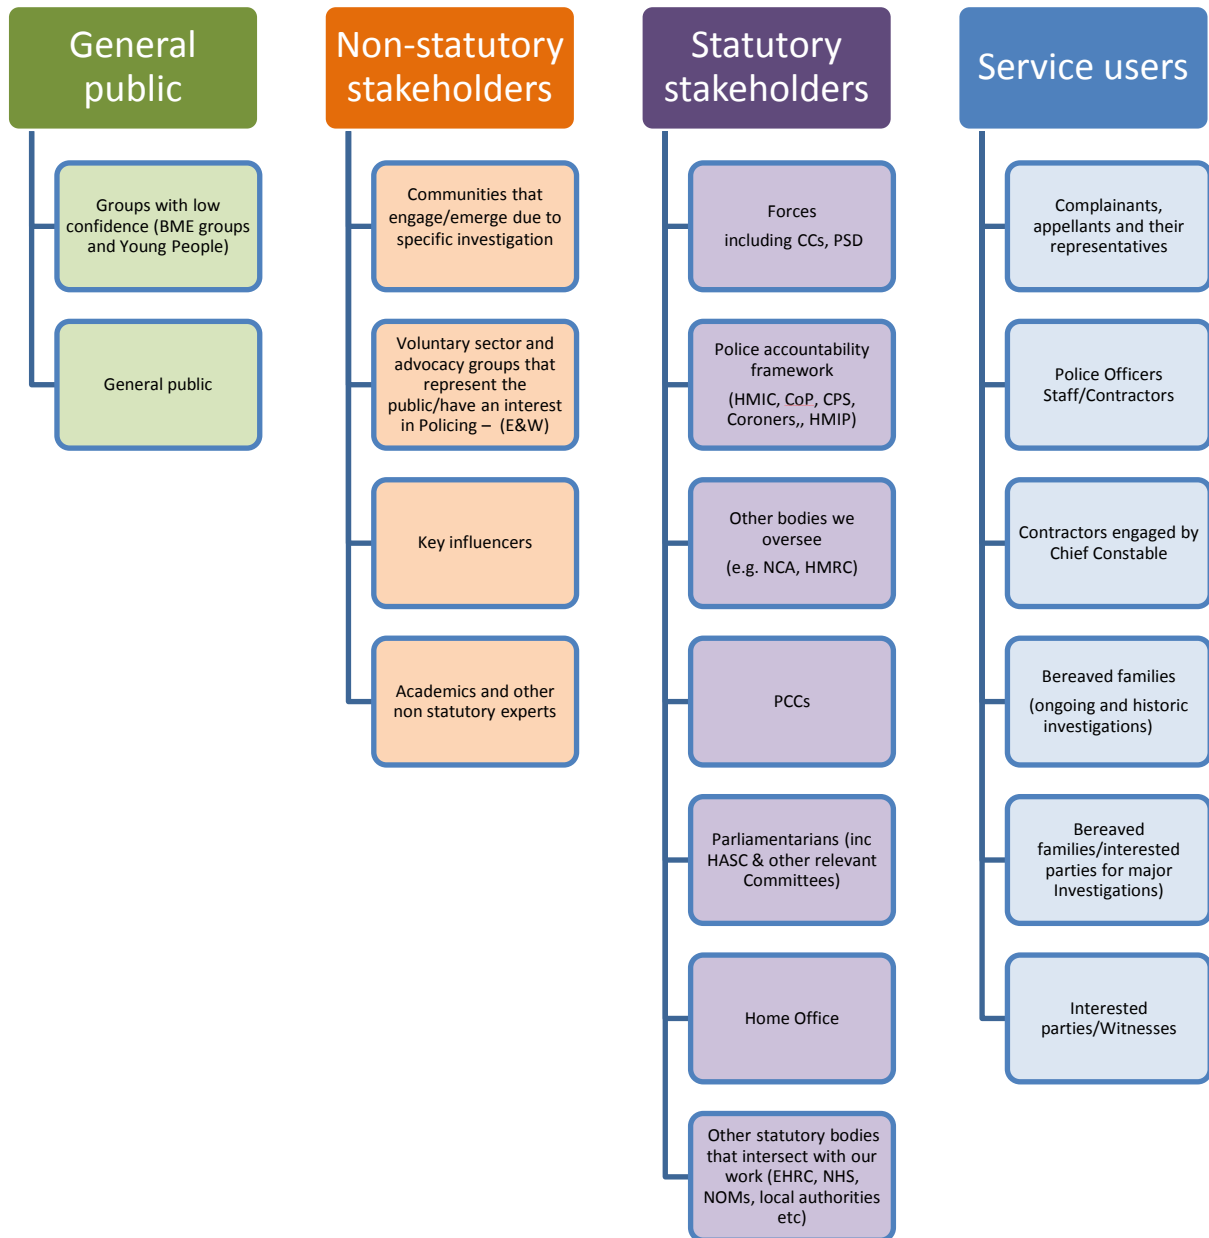 General
public
Groups with low
confidence (BME groups
and Young People)
General public
Non-statutory
stakeholders
Communities that
engage/emerge due to
specific investigation
Voluntary sector and
advocacy groups that
represent the
public/have an interest
in Policing – (E&W)
Key influencers
Academics and other
non statutory experts
Statutory
stakeholders
Forces
including CCs, PSD
Police accountability
framework
(HMIC, CoP, CPS,
Coroners,, HMIP)
Other bodies we
oversee
(e.g. NCA, HMRC)
PCCs
Parliamentarians (inc
HASC & other relevant
Committees)
Home Office
Other statutory bodies
that intersect with our
work (EHRC, NHS,
NOMs, local authorities
etc)
Service users
Complainants,
appellants and their
representatives
Police Officers
Staff/Contractors
Contractors engaged by
Chief Constable
Bereaved families
(ongoing and historic
investigations)
Bereaved
families/interested
parties for major
Investigations)
Interested
parties/Witnesses